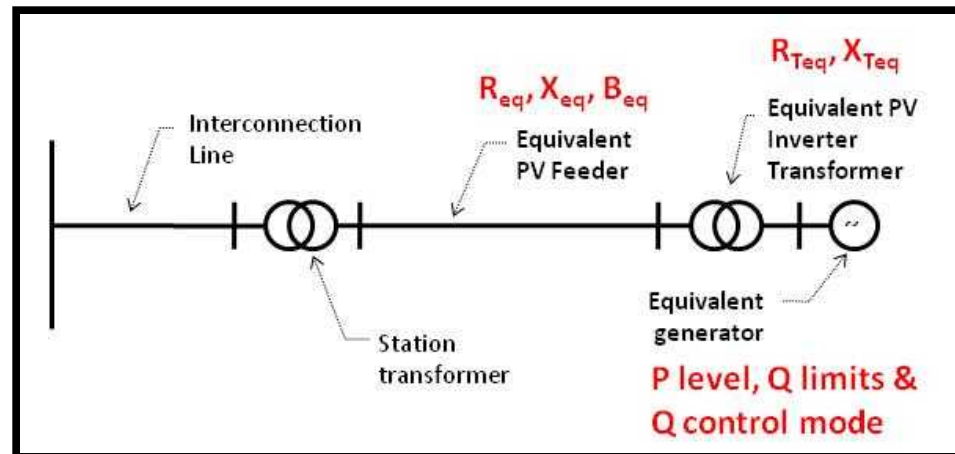 Interconnection
Line
R_eq, X_eq, B_eq
Equivalent
PV Feeder
R_Teq, X_Teq
Equivalent PV
Inverter
Transformer
~
Station
transformer
Equivalent
generator
P level, Q limits &
Q control mode